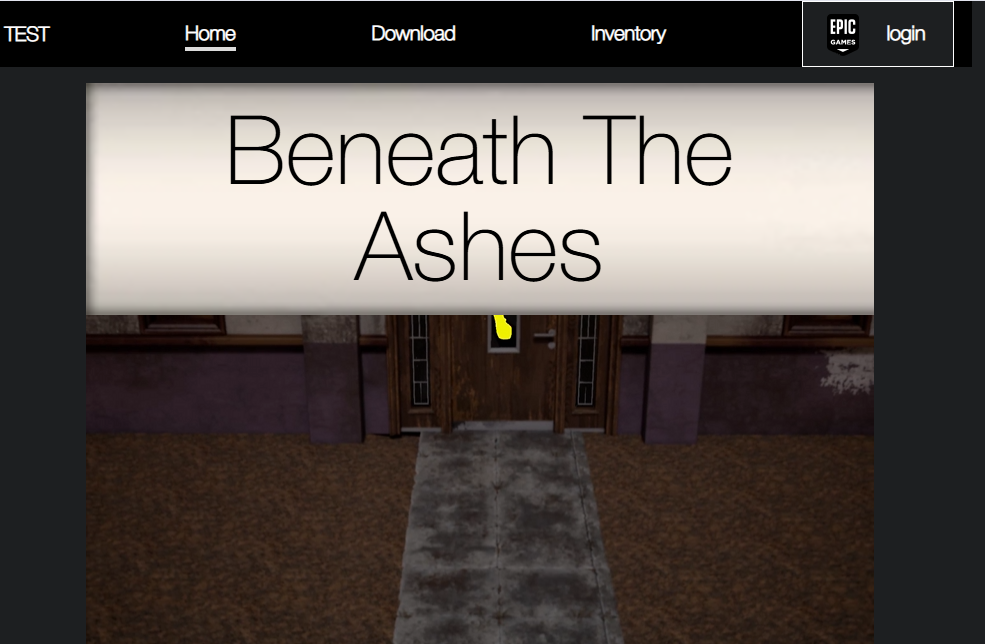 TEST
Home
Download
Inventory
EPIC
GAMES
login
Beneath The
Ashes